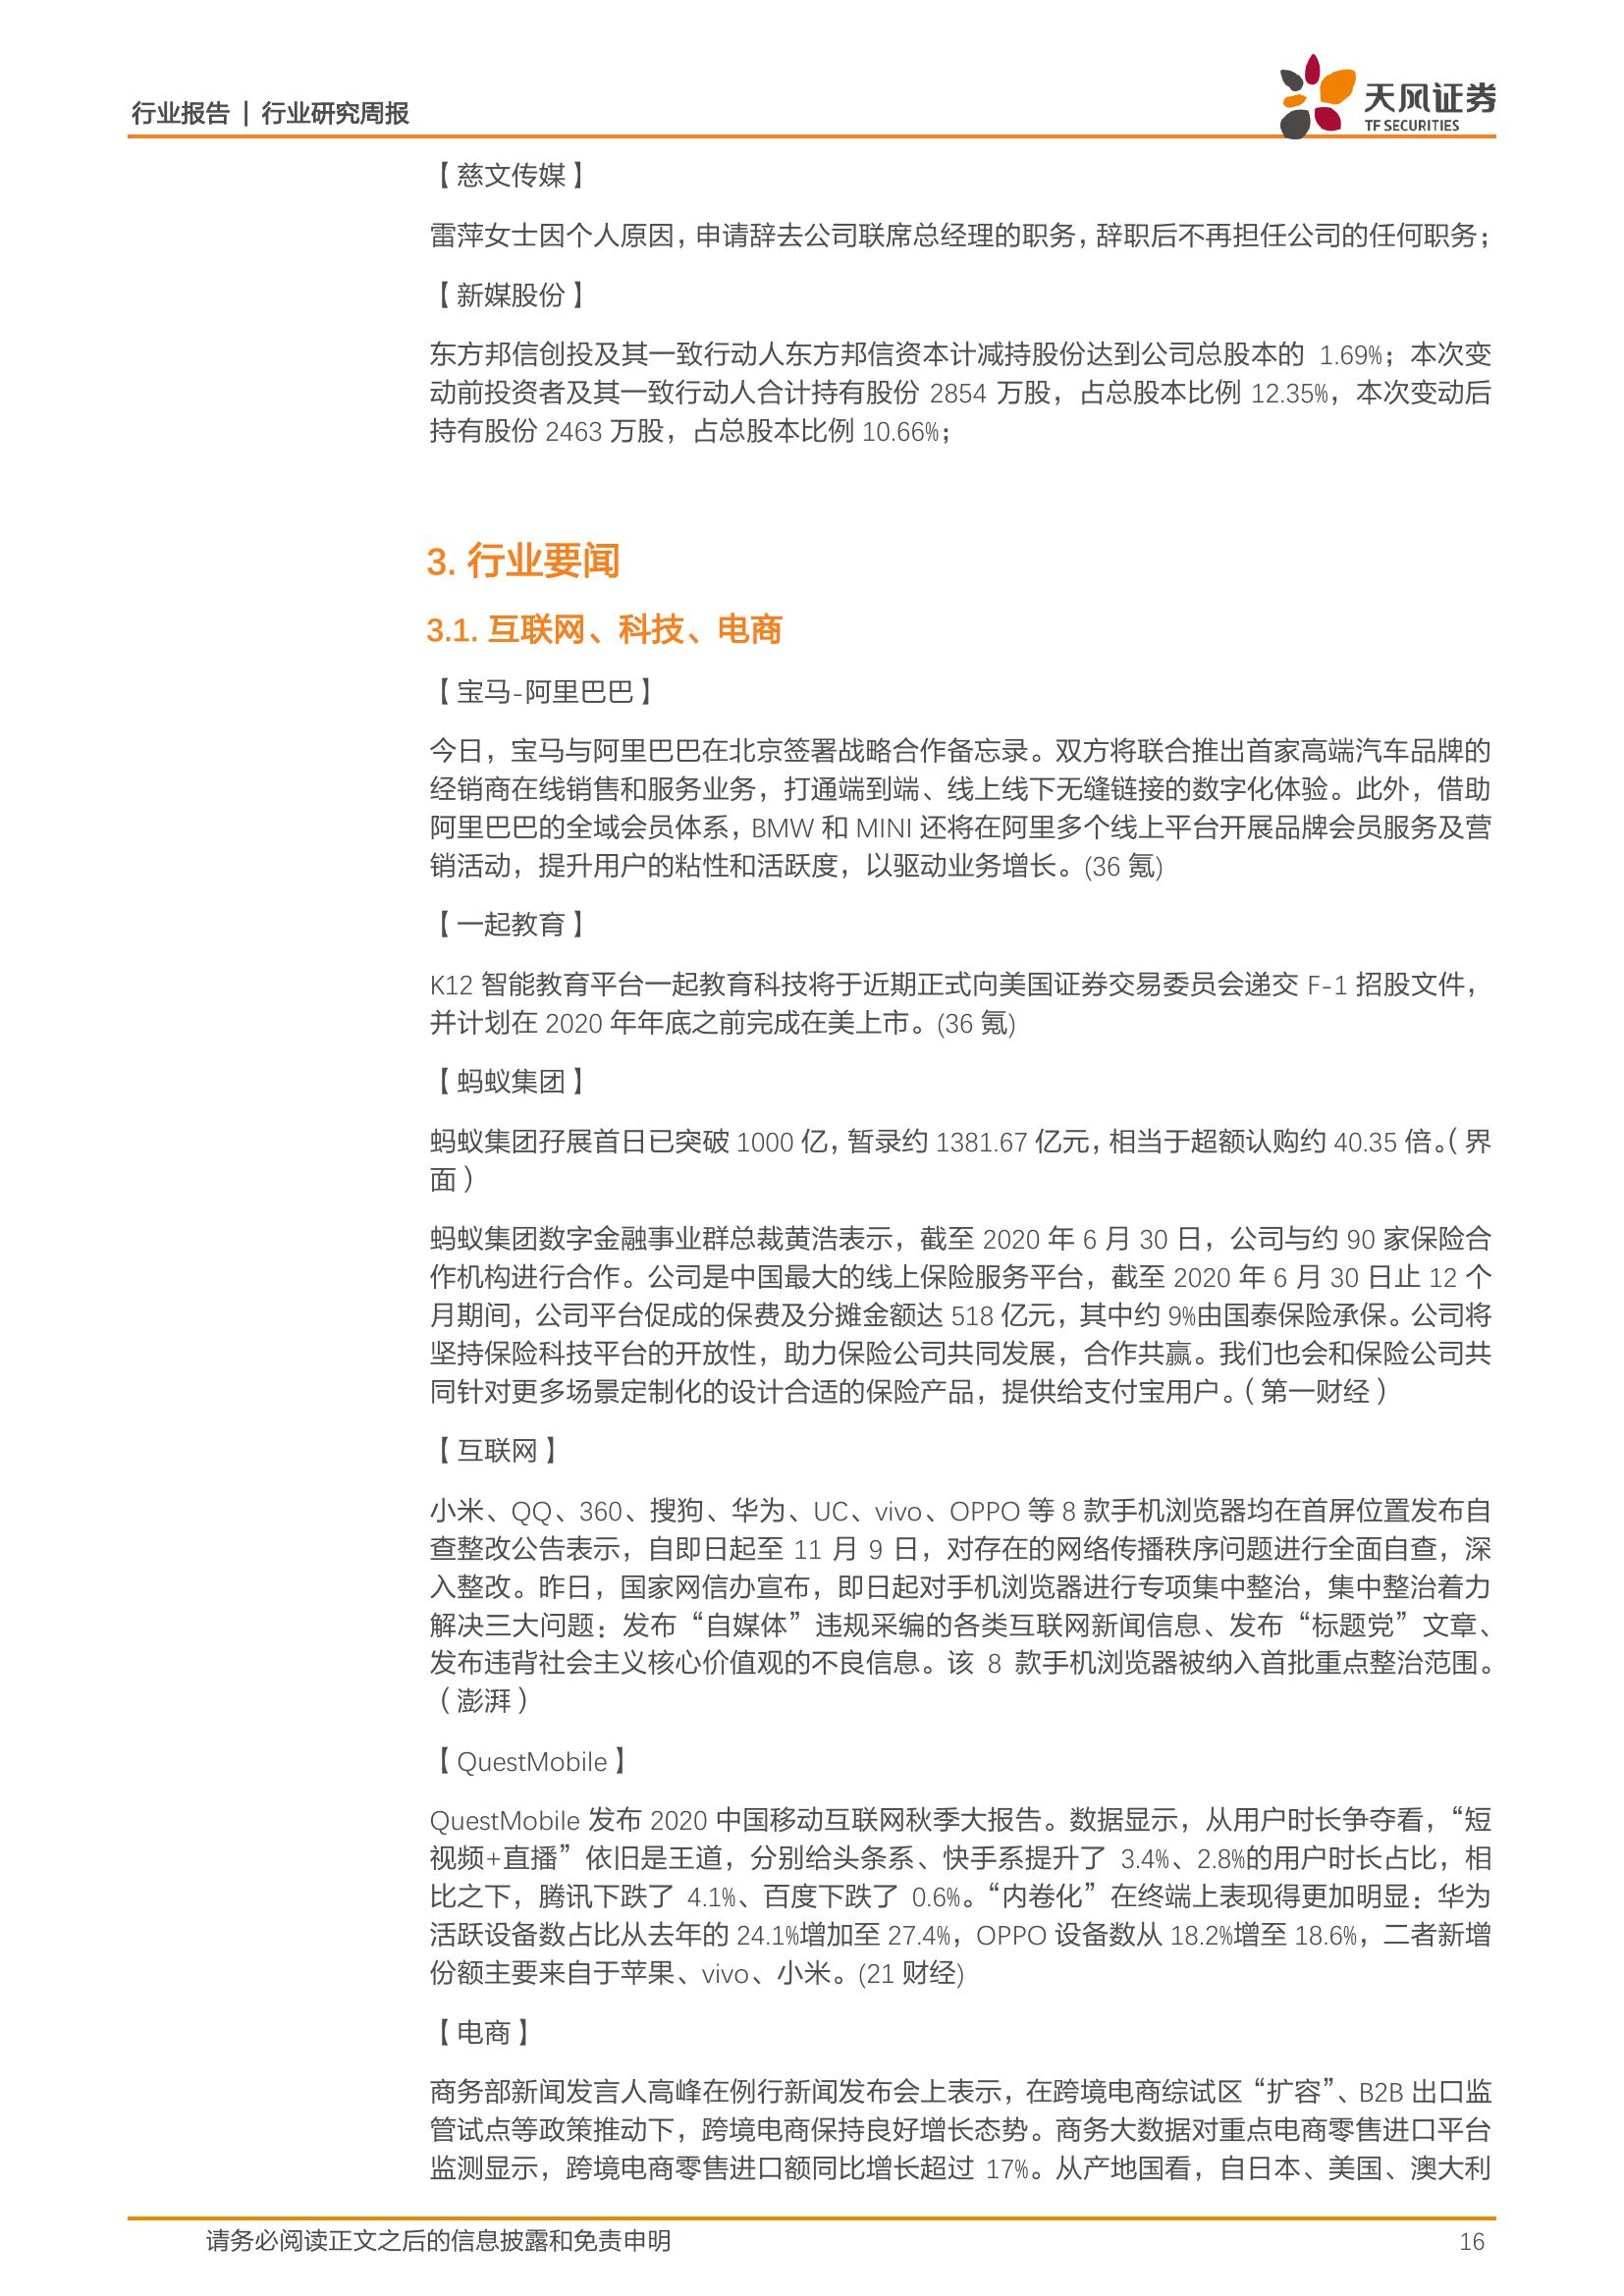 行业报告 | 行业研究周报
天风证券
TF SECURITIES
【慈文传媒】
雷萍女士因个人原因，申请辞去公司联席总经理的职务，辞职后不再担任公司的任何职务；
【新媒股份】
东方邦信创投及其一致行动人东方邦信资本计减持股份达到公司总股本的 1.69%；本次变
动前投资者及其一致行动人合计持有股份 2854 万股，占总股本比例 12.35%，本次变动后
持有股份 2463 万股，占总股本比例 10.66%；
3. 行业要闻
3.1. 互联网、科技、电商
【宝马-阿里巴巴】
今日，宝马与阿里巴巴在北京签署战略合作备忘录。双方将联合推出首家高端汽车品牌的
经销商在线销售和服务业务，打通端到端、线上线下无缝链接的数字化体验。此外，借助
阿里巴巴的全域会员体系，BMW 和 MINI 还将在阿里多个线上平台开展品牌会员服务及营
销活动，提升用户的粘性和活跃度，以驱动业务增长。(36 氪)
【一起教育】
K12 智能教育平台一起教育科技将于近期正式向美国证券交易委员会递交 F-1 招股文件，
并计划在 2020 年年底之前完成在美上市。(36 氪)
【蚂蚁集团】
蚂蚁集团孖展首日已突破 1000 亿，暂录约 1381.67 亿元，相当于超额认购约 40.35 倍。（界
面）
蚂蚁集团数字金融事业群总裁黄浩表示，截至 2020 年 6 月 30 日，公司与约 90 家保险合
作机构进行合作。公司是中国最大的线上保险服务平台，截至 2020 年 6 月 30 日止 12 个
月期间，公司平台促成的保费及分摊金额达 518 亿元，其中约 9%由国泰保险承保。公司将
坚持保险科技平台的开放性，助力保险公司共同发展，合作共赢。我们也会和保险公司共
同针对更多场景定制化的设计合适的保险产品，提供给支付宝用户。（第一财经）
【互联网】
小米、QQ、360、搜狗、华为、UC、vivo、OPPO 等 8 款手机浏览器均在首屏位置发布自
查整改公告表示，自即日起至 11 月 9 日，对存在的网络传播秩序问题进行全面自查，深
入整改。昨日，国家网信办宣布，即日起对手机浏览器进行专项集中整治，集中整治着力
解决三大问题：发布“自媒体”违规采编的各类互联网新闻信息、发布“标题党”文章、
发布违背社会主义核心价值观的不良信息。该 8 款手机浏览器被纳入首批重点整治范围。
（澎湃）
【QuestMobile】
QuestMobile 发布 2020 中国移动互联网秋季大报告。数据显示，从用户时长争夺看，“短
视频+直播”依旧是王道，分别给头条系、快手系提升了 3.4%、2.8%的用户时长占比，相
比之下，腾讯下跌了 4.1%、百度下跌了 0.6%。“内卷化”在终端上表现得更加明显：华为
活跃设备数占比从去年的 24.1%增加至 27.4%，OPPO 设备数从 18.2%增至 18.6%，二者新增
份额主要来自于苹果、vivo、小米。(21 财经)
【电商】
商务部新闻发言人高峰在例行新闻发布会上表示，在跨境电商综试区“扩容”、B2B 出口监
管试点等政策推动下，跨境电商保持良好增长态势。商务大数据对重点电商零售进口平台
监测显示，跨境电商零售进口额同比增长超过 17%。从产地国看，自日本、美国、澳大利
请务必阅读正文之后的信息披露和免责申明
16